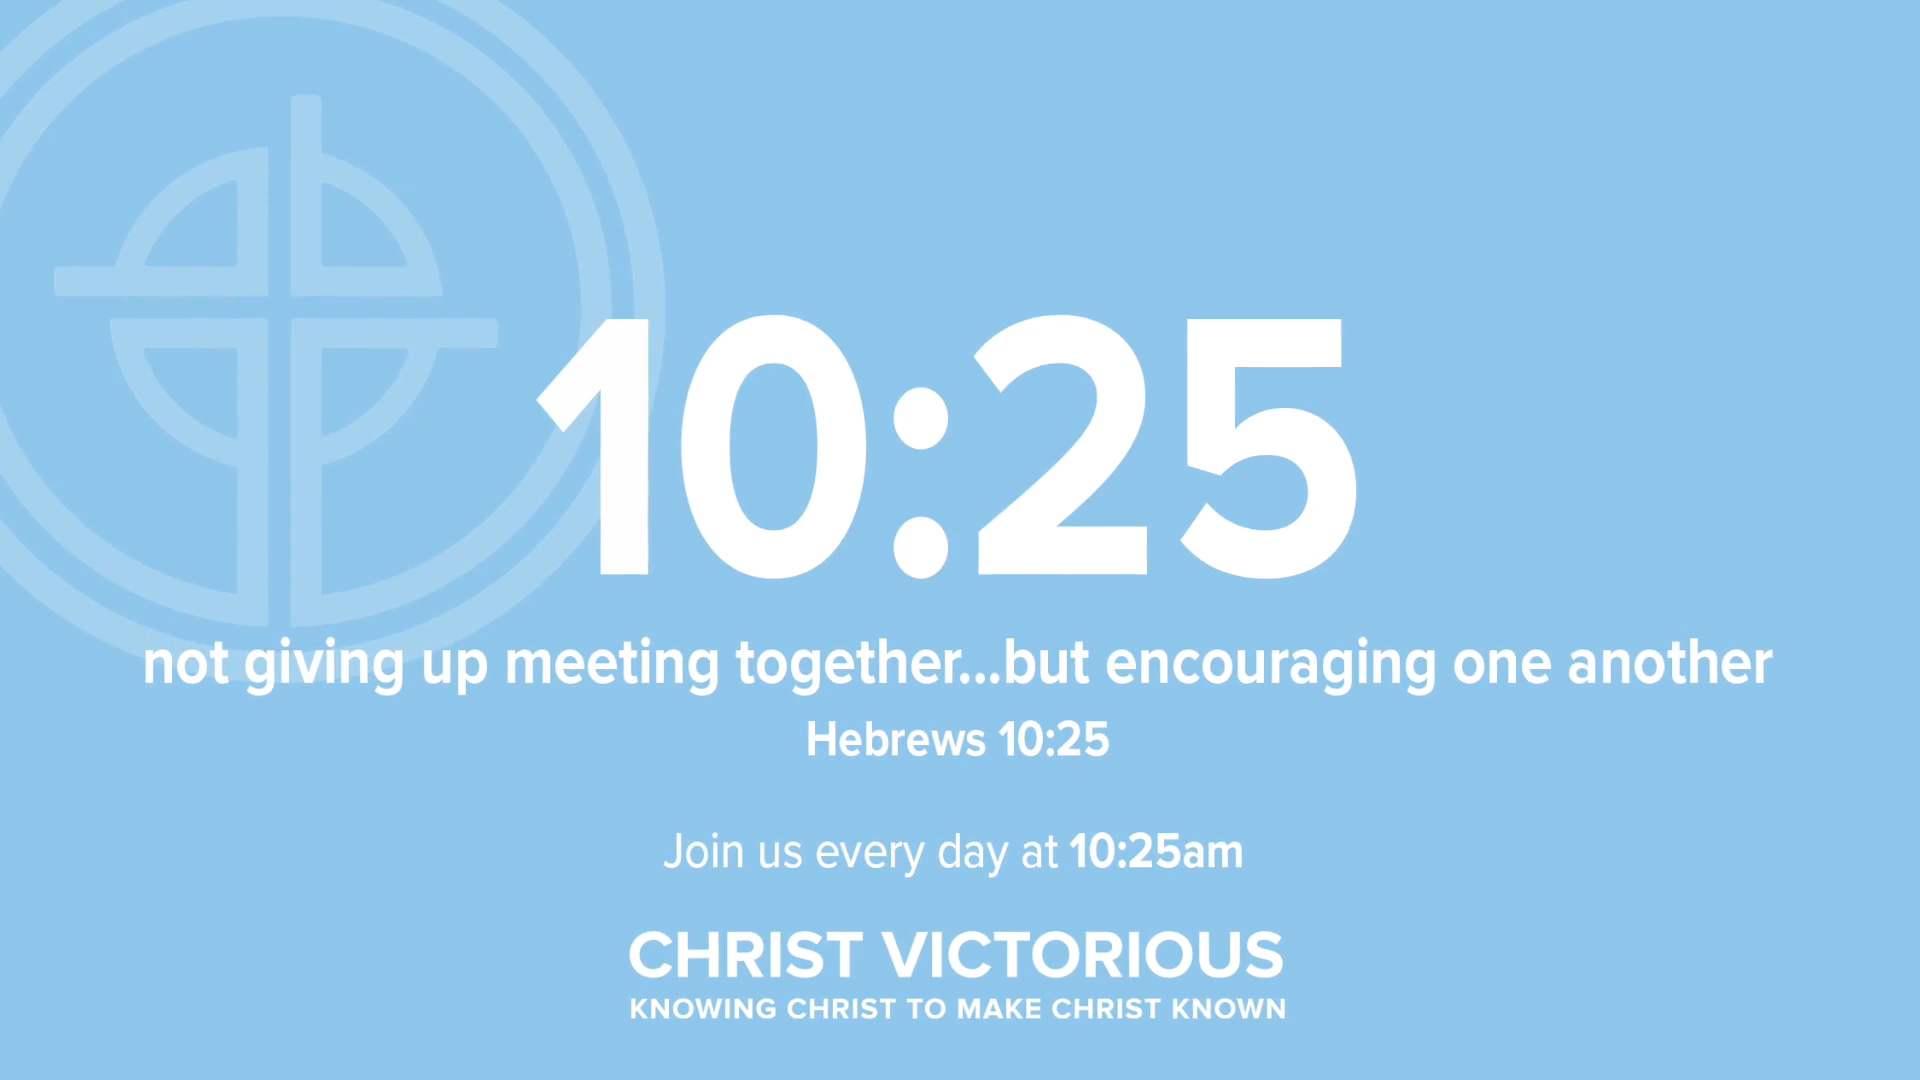 10:25
not giving up meeting together...but encouraging one another
Hebrews 10:25
Join us every day at 10:25am
CHRIST VICTORIOUS
KNOWING CHRIST TO MAKE CHRIST KNOWN